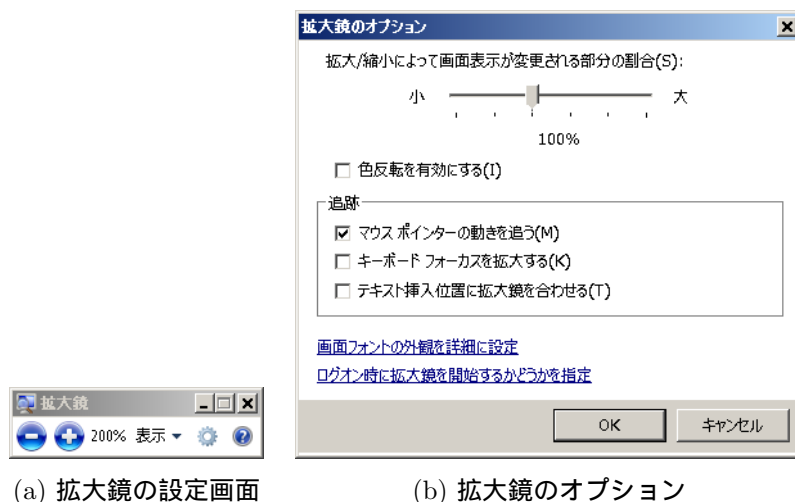 拡大鏡のオプション
拡大/縮小によって画面表示が変更される部分の割合(S):
小 大
100%
色反転を有効にする(I)
追跡
マウス ポインターの動きを追う(M)
キーボード フォーカスを拡大する(K)
テキスト挿入位置に拡大鏡を合わせる(T)
画面フォントの外観を詳細に設定
ログオン時に拡大鏡を開始するかどうかを指定
OK キャンセル
拡大鏡
200% 表示
(a) 拡大鏡の設定画面
(b) 拡大鏡のオプション